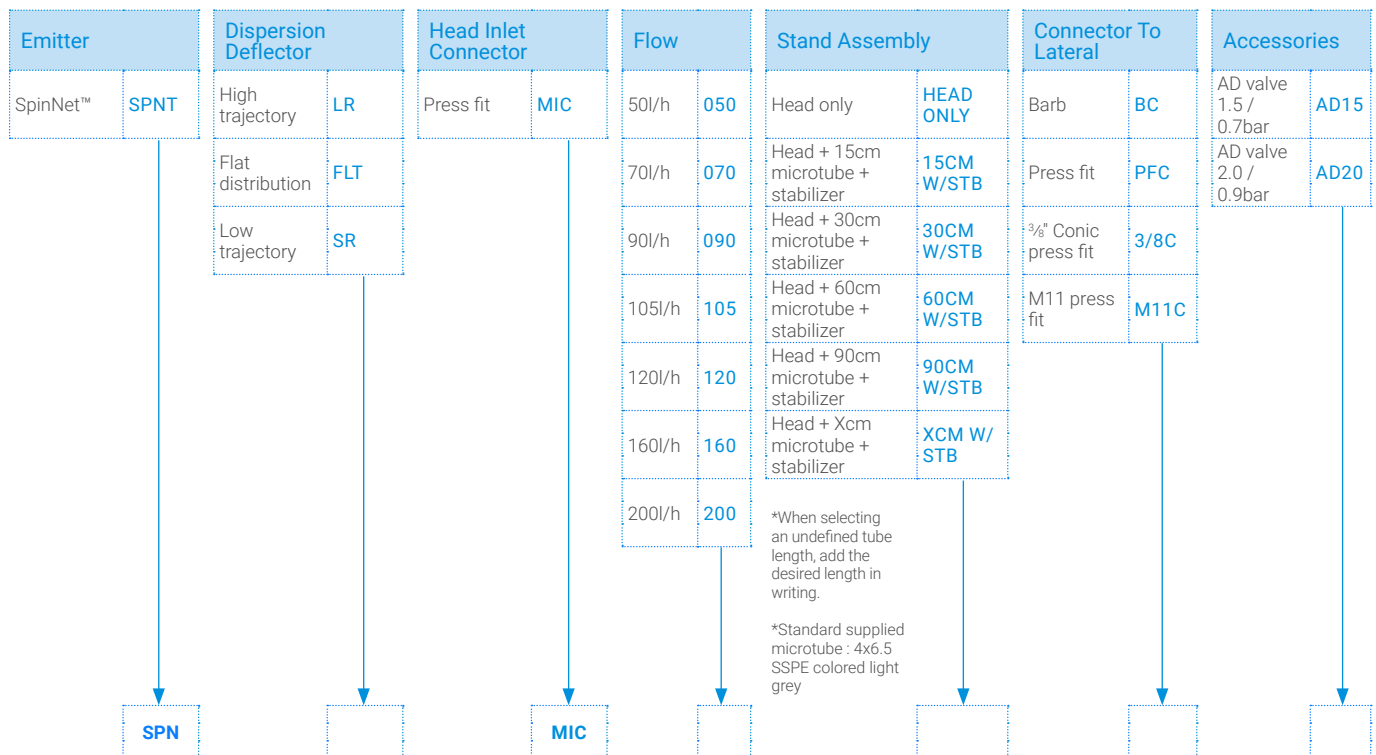 Emitter
Dispersion
Deflector
Head Inlet
Connector
Flow
Stand Assembly
Connector To
Lateral
Accessories
SpinNet™
SPNT
High
trajectory
LR
Flat
distribution
FLT
Low
trajectory
SR
Press fit
MIC
50l/h
050
70l/h
070
90l/h
090
105l/h
105
120l/h
120
160l/h
160
200l/h
200
Head only
HEAD
ONLY
Head + 15cm
microtube +
stabilizer
15CM
W/STB
Head + 30cm
microtube +
stabilizer
30CM
W/STB
Head + 60cm
microtube +
stabilizer
60CM
W/STB
Head + 90cm
microtube +
stabilizer
90CM
W/STB
Head + Xcm
microtube +
stabilizer
XCM W/
STB
*When selecting
an undefined tube
length, add the
desired length in
writing.
*Standard supplied
microtube : 4x6.5
SSPE colored light
grey
Barb
BC
Press fit
PFC
⅜" Conic
press fit
3/8C
M11 press
fit
M11C
AD valve
1.5 /
0.7bar
AD15
AD valve
2.0 /
0.9bar
AD20
SPN
MIC